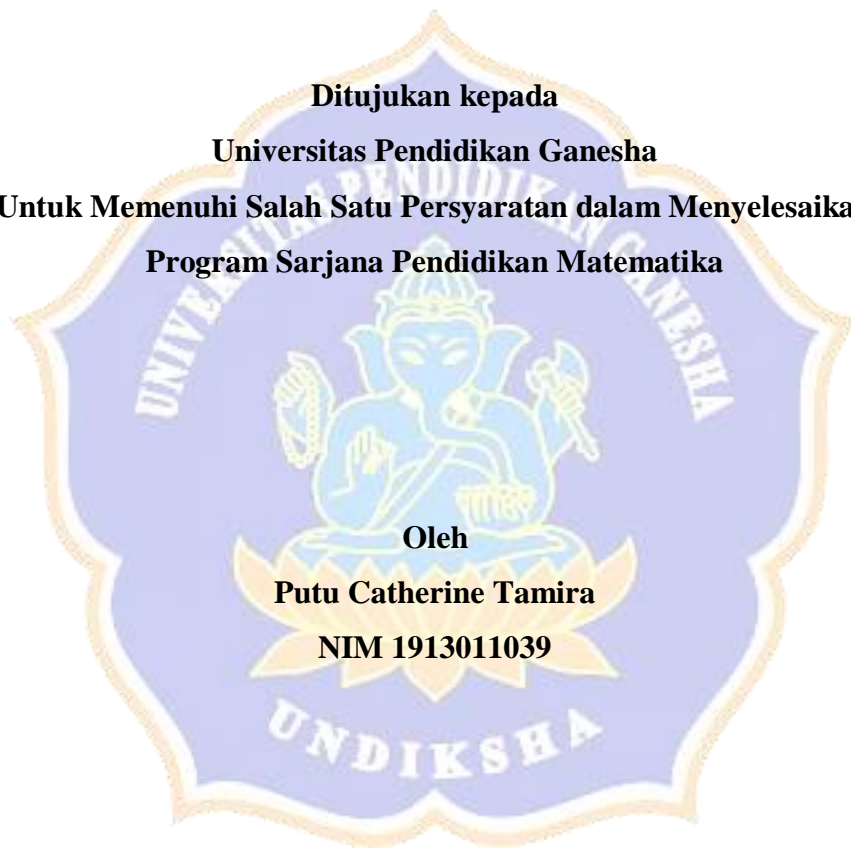 Ditujukan kepada
Universitas Pendidikan Ganesha
Untuk Memenuhi Salah Satu Persyaratan dalam Menyelesaika
Program Sarjana Pendidikan Matematika
UNIVERSITAS PENDIDIKAN GANESHA
Oleh
Putu Catherine Tamira
NIM 1913011039
UNDIKSHA